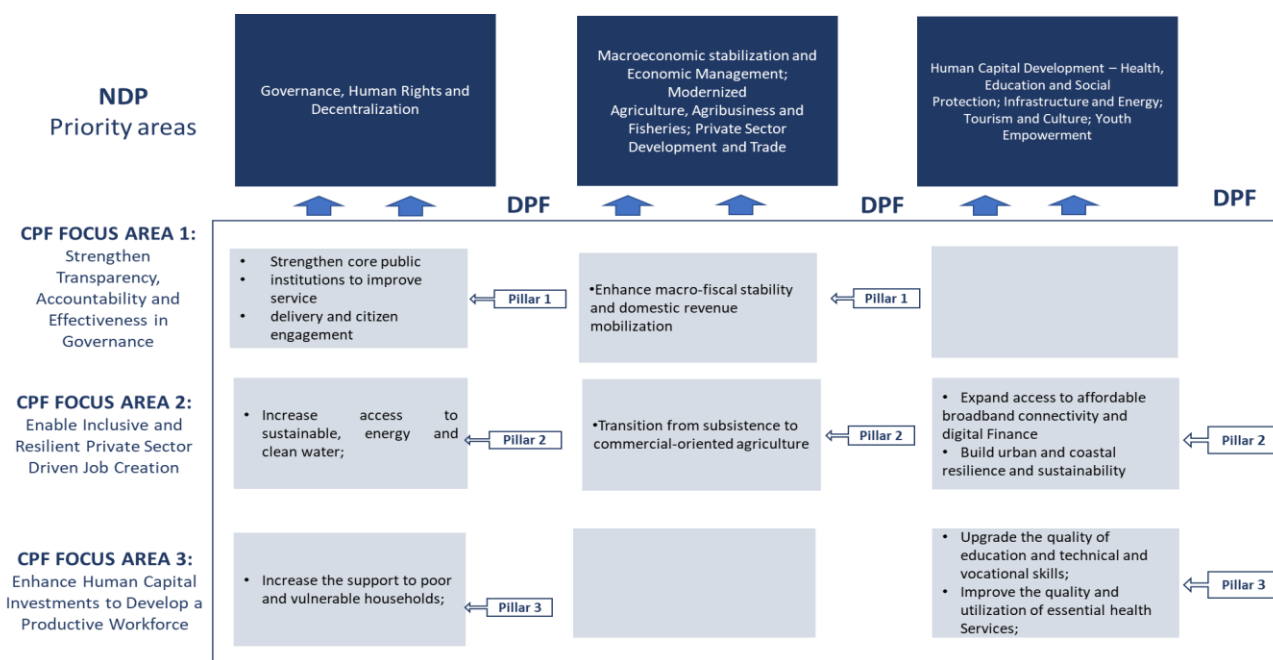 NDP
Priority areas
Governance, Human Rights and
Decentralization
Macroeconomic stabilization and
Economic Management;
Modernized
Agriculture, Agribusiness and
Fisheries; Private Sector
Development and Trade
Human Capital Development – Health,
Education and Social
Protection; Infrastructure and Energy;
Tourism and Culture; Youth
Empowerment
DPF
DPF
DPF
CPF FOCUS AREA 1:
Strengthen
Transparency,
Accountability and
Effectiveness in
Governance
• Strengthen core public
• institutions to improve
service
• delivery and citizen
engagement
Pillar 1
•Enhance macro-fiscal stability
and domestic revenue
mobilization
Pillar 1
CPF FOCUS AREA 2:
Enable Inclusive and
Resilient Private Sector
Driven Job Creation
• Increase access to
sustainable, energy and
clean water;
Pillar 2
•Transition from subsistence to
commercial-oriented agriculture
Pillar 2
• Expand access to affordable
broadband connectivity and
digital Finance
• Build urban and coastal
resilience and sustainability
Pillar 2
CPF FOCUS AREA 3:
Enhance Human Capital
Investments to Develop a
Productive Workforce
• Increase the support to poor
and vulnerable households;
Pillar 3
• Upgrade the quality of
education and technical and
vocational skills;
• Improve the quality and
utilization of essential health
Services;
Pillar 3